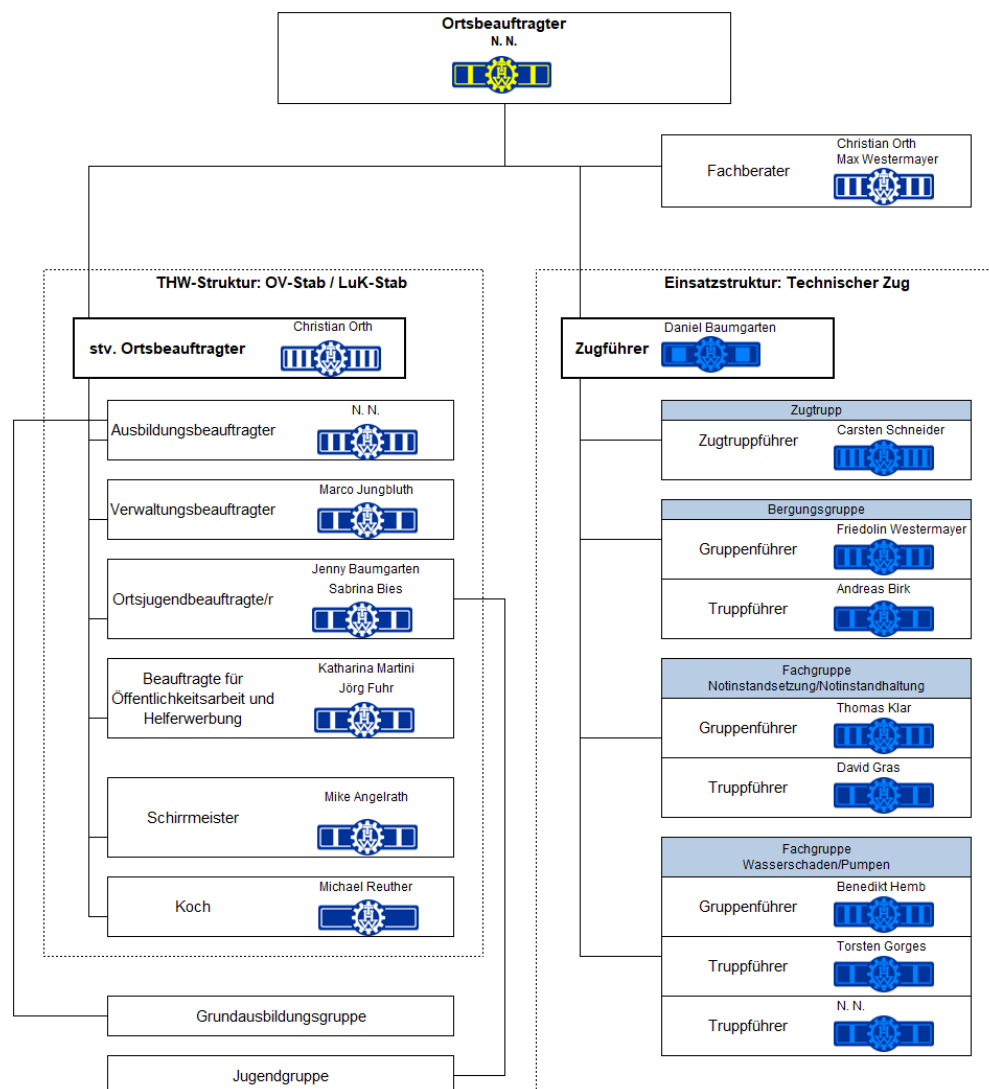 Ortsbeauftragter
N. N.
Fachberater
Christian Orth
Max Westermayer
THW-Struktur: OV-Stab / LuK-Stab
stv. Ortsbeauftragter
Christian Orth
Ausbildungsbeauftragter
N. N.
Verwaltungsbeauftragter
Marco Jungbluth
Ortsjugendbeauftragte/r
Jenny Baumgarten
Sabrina Bies
Beauftragte für
Öffentlichkeitsarbeit und
Helferwerbung
Katharina Martini
Jörg Fuhr
Schirrmeister
Mike Angelrath
Koch
Michael Reuther
Grundausbildungsgruppe
Jugendgruppe
Einsatzstruktur: Technischer Zug
Zugführer
Daniel Baumgarten
Zugtrupp
Zugtruppführer
Carsten Schneider
Bergungsgruppe
Gruppenführer
Friedolin Westermayer
Truppführer
Andreas Birk
Fachgruppe
Notinstandsetzung/Notinstandhaltung
Gruppenführer
Thomas Klar
Truppführer
David Gras
Fachgruppe
Wasserschaden/Pumpen
Gruppenführer
Benedikt Hemb
Truppführer
Torsten Gorges
Truppführer
N. N.